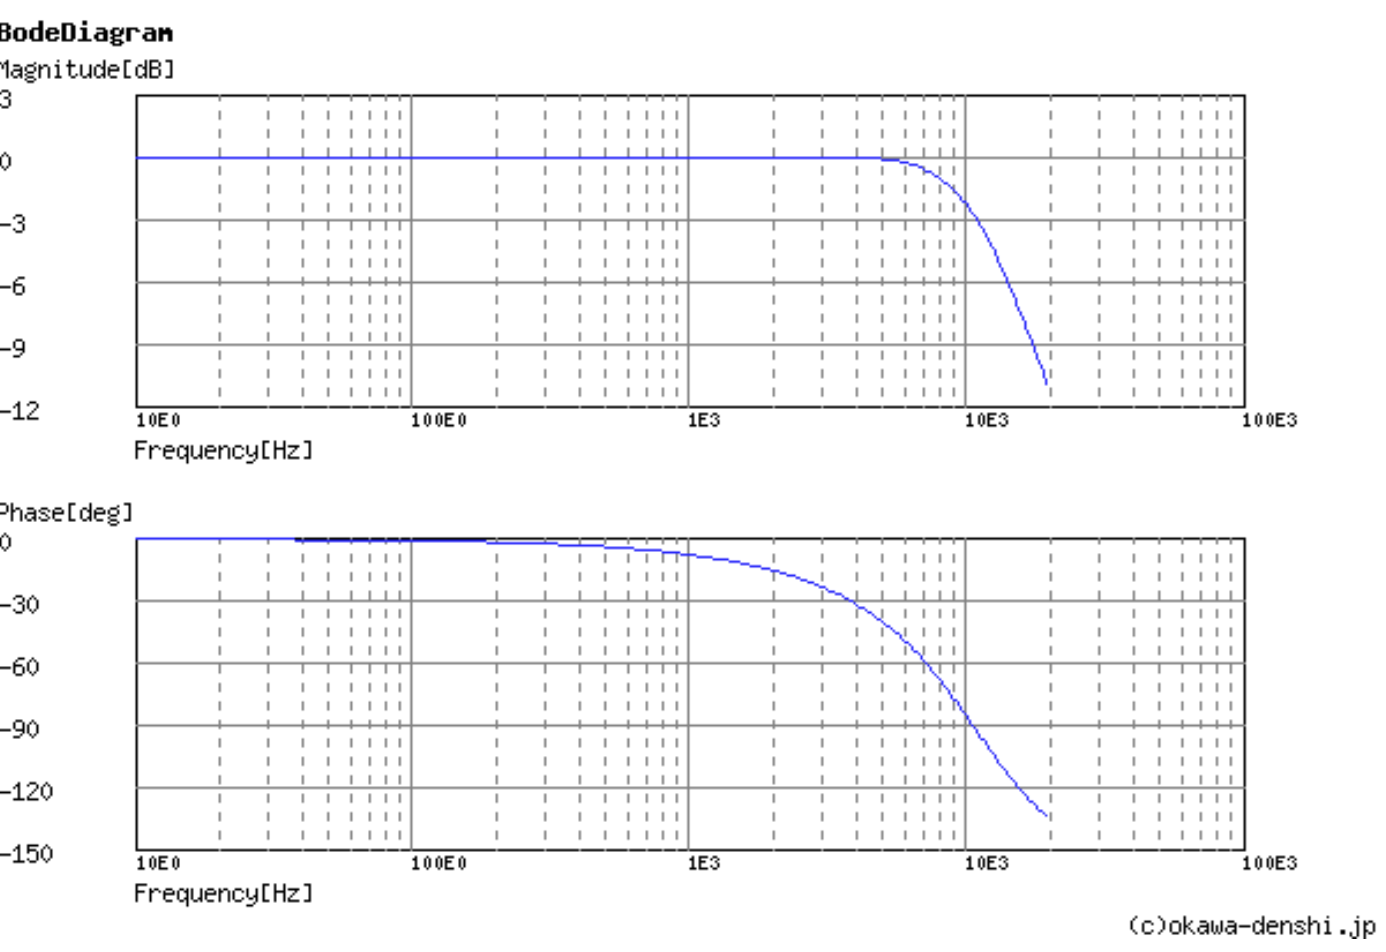 BodeDiagram
Magnitude[dB]
3
0
-3
-6
-9
-12
10E0 100E0 1E3 10E3 100E3
Frequency[Hz]
Phase[deg]
0
-30
-60
-90
-120
-150
10E0 100E0 1E3 10E3 100E3
Frequency[Hz]
(c)okawa-denshi.jp